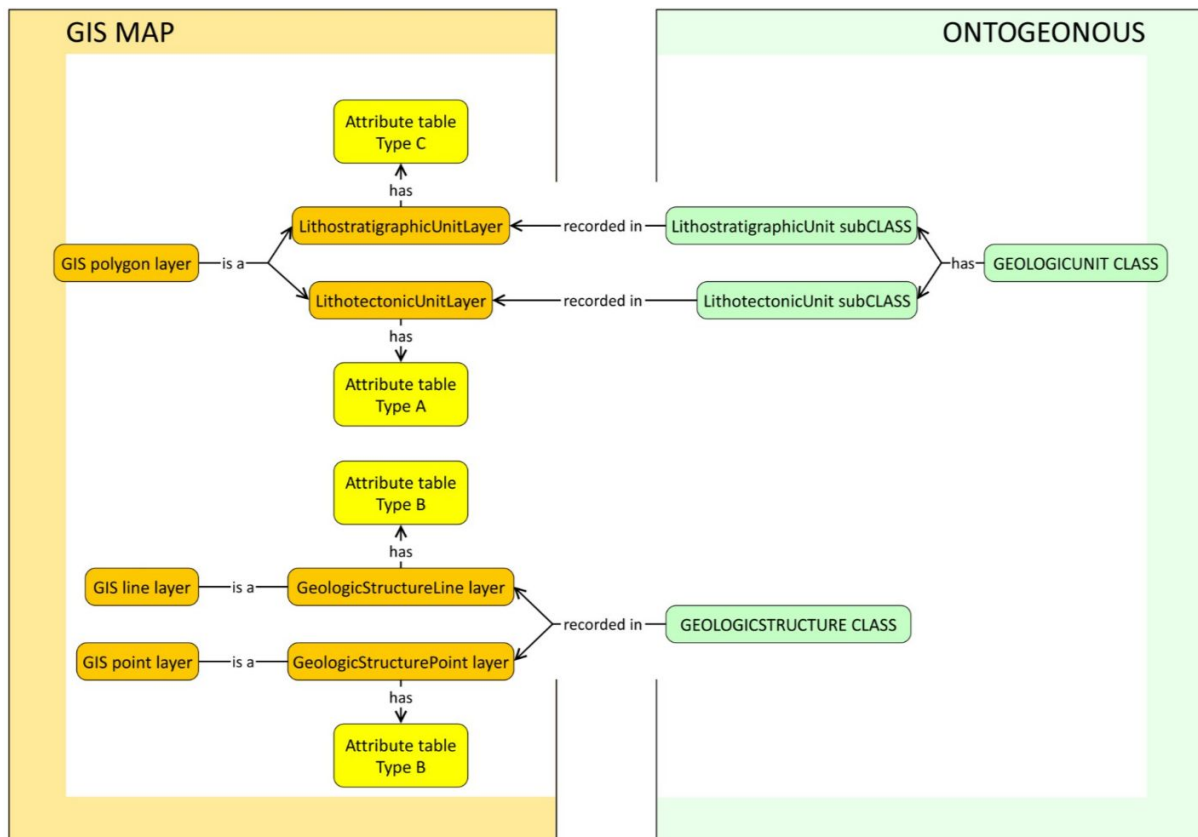 GIS MAP
ONTOGEONOUS
Attribute table
Type C
has
LithostratigraphicUnitLayer
recorded in
LithostratigraphicUnit subCLASS
GIS polygon layer
is a
has
GEOLOGICUNIT CLASS
LithotectonicUnitLayer
recorded in
LithotectonicUnit subCLASS
has
Attribute table
Type A
Attribute table
Type B
has
GIS line layer
is a
GeologicStructureLine layer
recorded in
GEOLOGICSTRUCTURE CLASS
GIS point layer
is a
GeologicStructurePoint layer
has
Attribute table
Type B